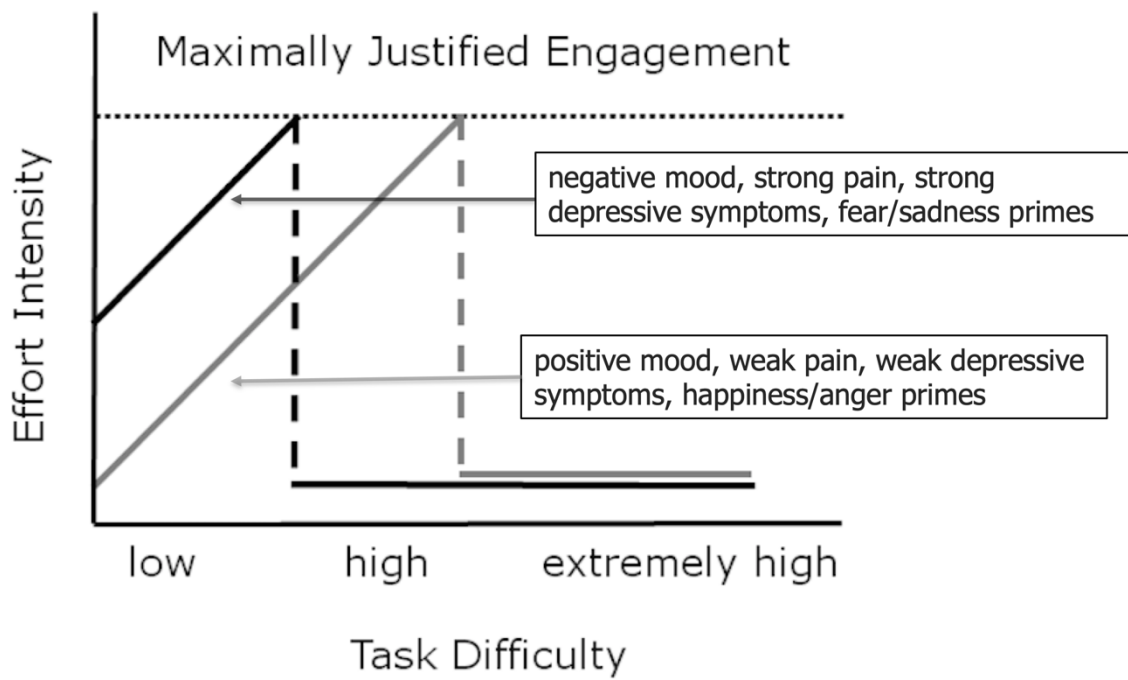 Maximally Justified Engagement
Effort Intensity
negative mood, strong pain, strong
depressive symptoms, fear/sadness primes
positive mood, weak pain, weak depressive
symptoms, happiness/anger primes
low high extremely high
Task Difficulty